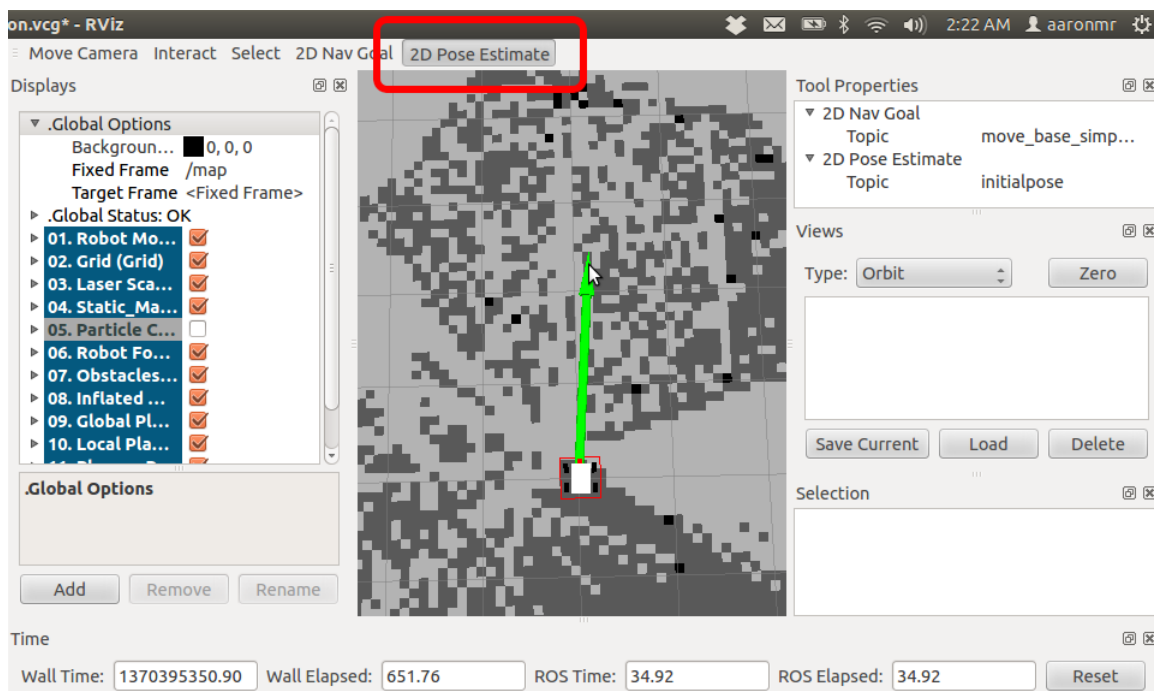 on.vcg* - RViz
2:22 AM aaronmr
Move Camera Interact Select 2D Nav Goal 2D Pose Estimate
Displays
.Global Options
Backgroun... 0, 0, 0
Fixed Frame /map
Target Frame <Fixed Frame>
.Global Status: OK
01. Robot Mo...
02. Grid (Grid)
03. Laser Sca...
04. Static_Ma...
05. Particle C...
06. Robot Fo...
07. Obstacles...
08. Inflated ...
09. Global Pl...
10. Local Pla...
.Global Options
Add Remove Rename
Tool Properties
2D Nav Goal
Topic move_base_simp...
2D Pose Estimate
Topic initialpose
Views
Type: Orbit Zero
Save Current Load Delete
Selection
Time
Wall Time: 1370395350.90 Wall Elapsed: 651.76 ROS Time: 34.92 ROS Elapsed: 34.92 Reset